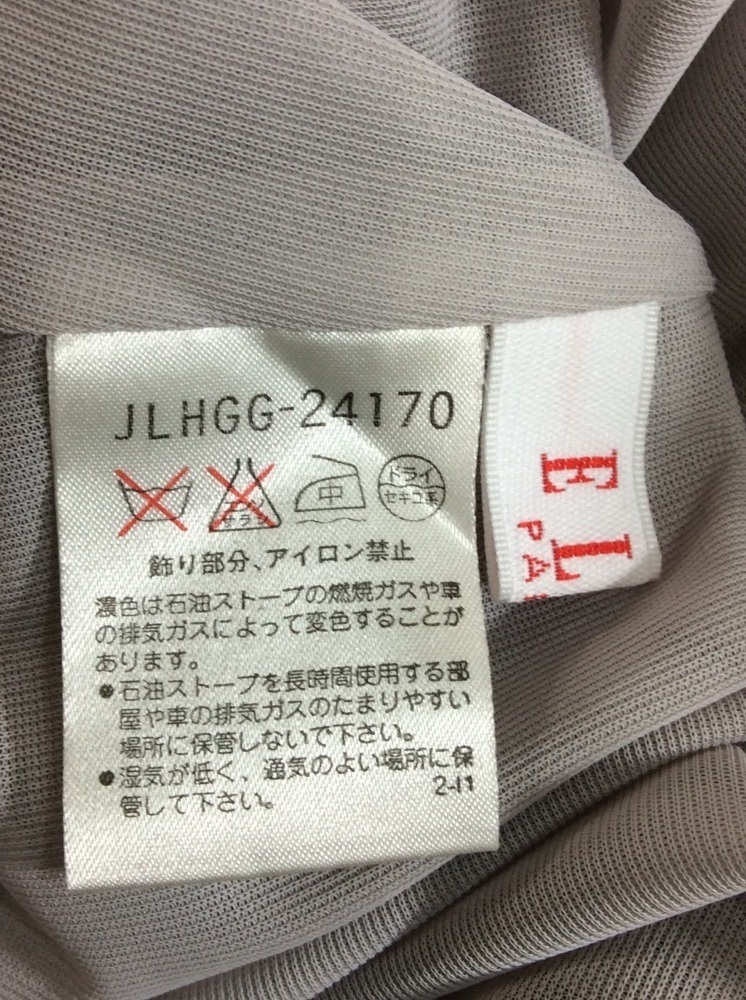 JLHGG-24170
エンソ
サラシ
中
ドライ
セキユ系
飾り部分、アイロン禁止
濃色は石油ストーブの燃焼ガスや車
の排気ガスによって変色することが
あります。
●石油ストーブを長時間使用する部
屋や車の排気ガスのたまりやすい
場所に保管しないで下さい。
●湿気が低く、通気のよい場所に保
管して下さい。
2-11
EL
PA